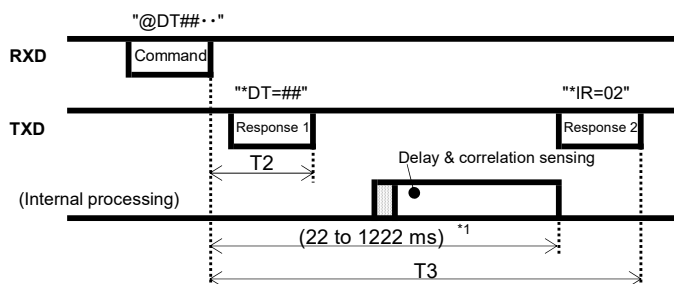 "@DT##··"
RXD
Command
"*DT=##"
"*IR=02"
TXD
Response 1
Response 2
T2
Delay & correlation sensing
(Internal processing)
(22 to 1222 ms) *1
T3